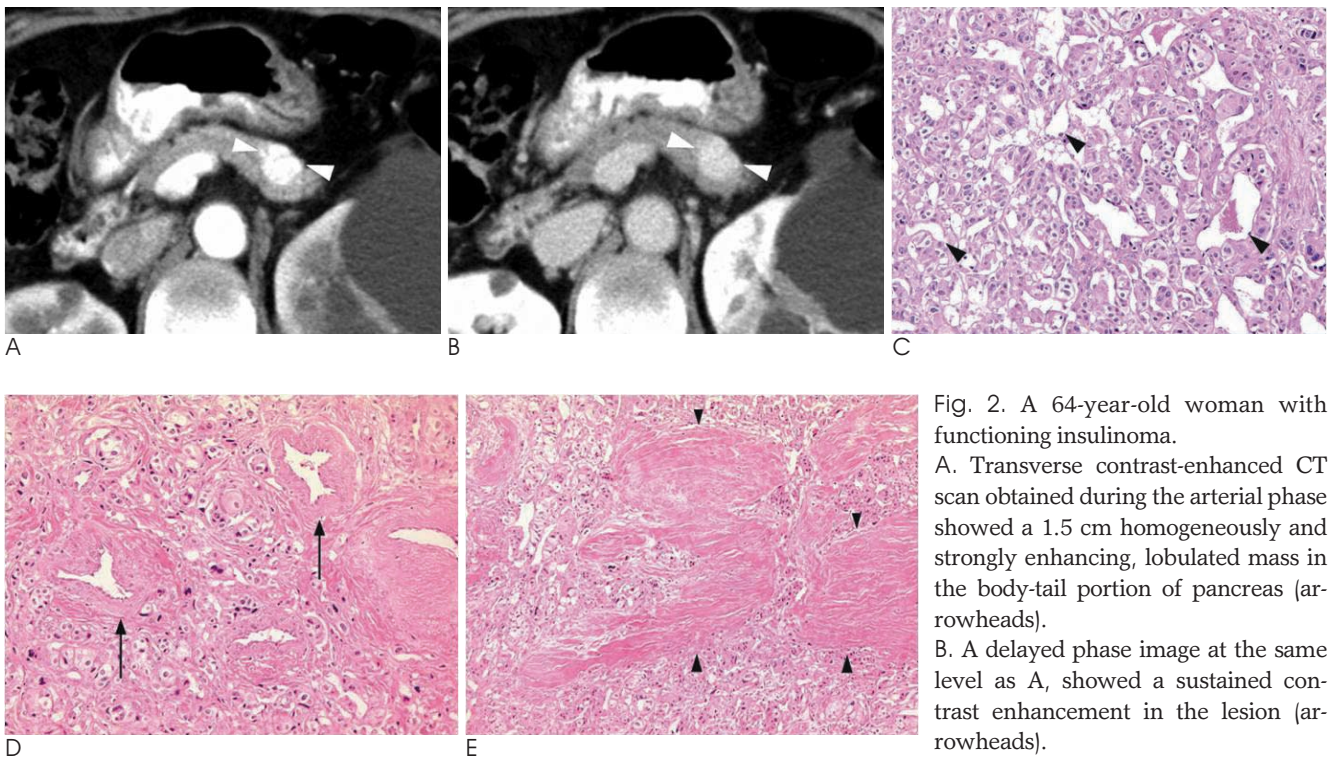 A
B
C
D
E
Fig. 2. A 64-year-old woman with
functioning insulinoma.
A. Transverse contrast-enhanced CT
scan obtained during the arterial phase
showed a 1.5 cm homogeneously and
strongly enhancing, lobulated mass in
the body-tail portion of pancreas (ar-
rowheads).
B. A delayed phase image at the same
level as A, showed a sustained con-
trast enhancement in the lesion (ar-
rowheads).